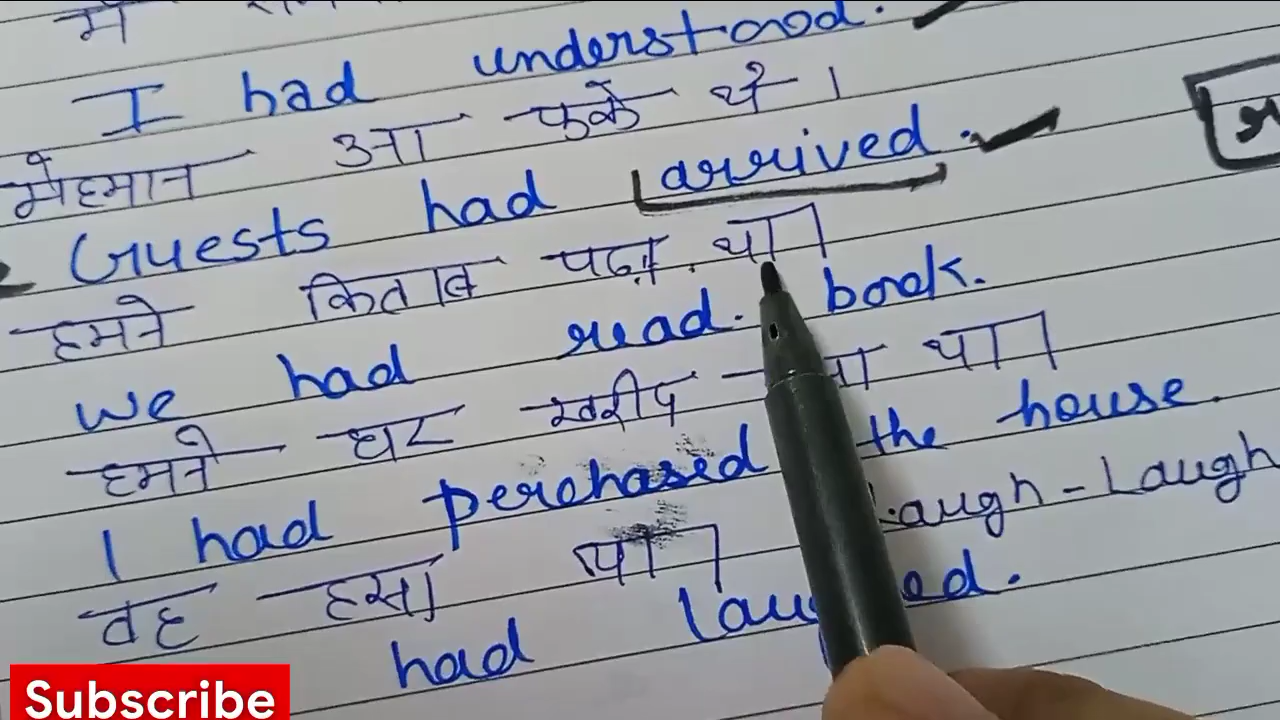 मैं
I had understood.
मेहमान आ चुके थे।
Guests had arrived.
हमने किताब पढ़ा था।
we had read. book.
हमने घर खरीद था।
I had perchased the house.
वह हसा था।
Laugh - Laugh
had laughed.
Subscribe